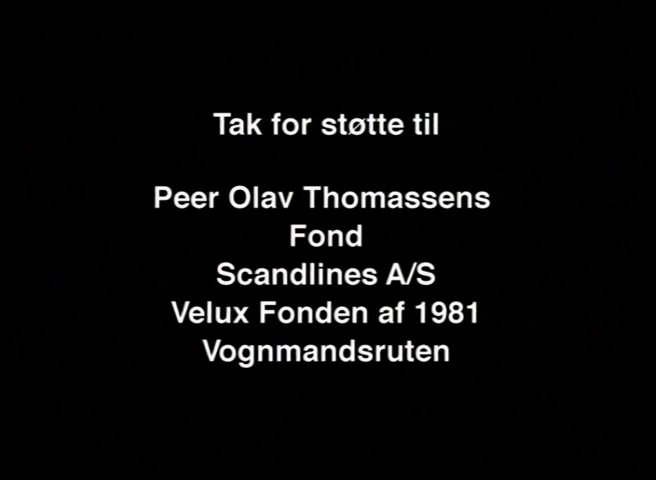 Tak for støtte til
Peer Olav Thomassens
Fond
Scandlines A/S
Velux Fonden af 1981
Vognmandsruten